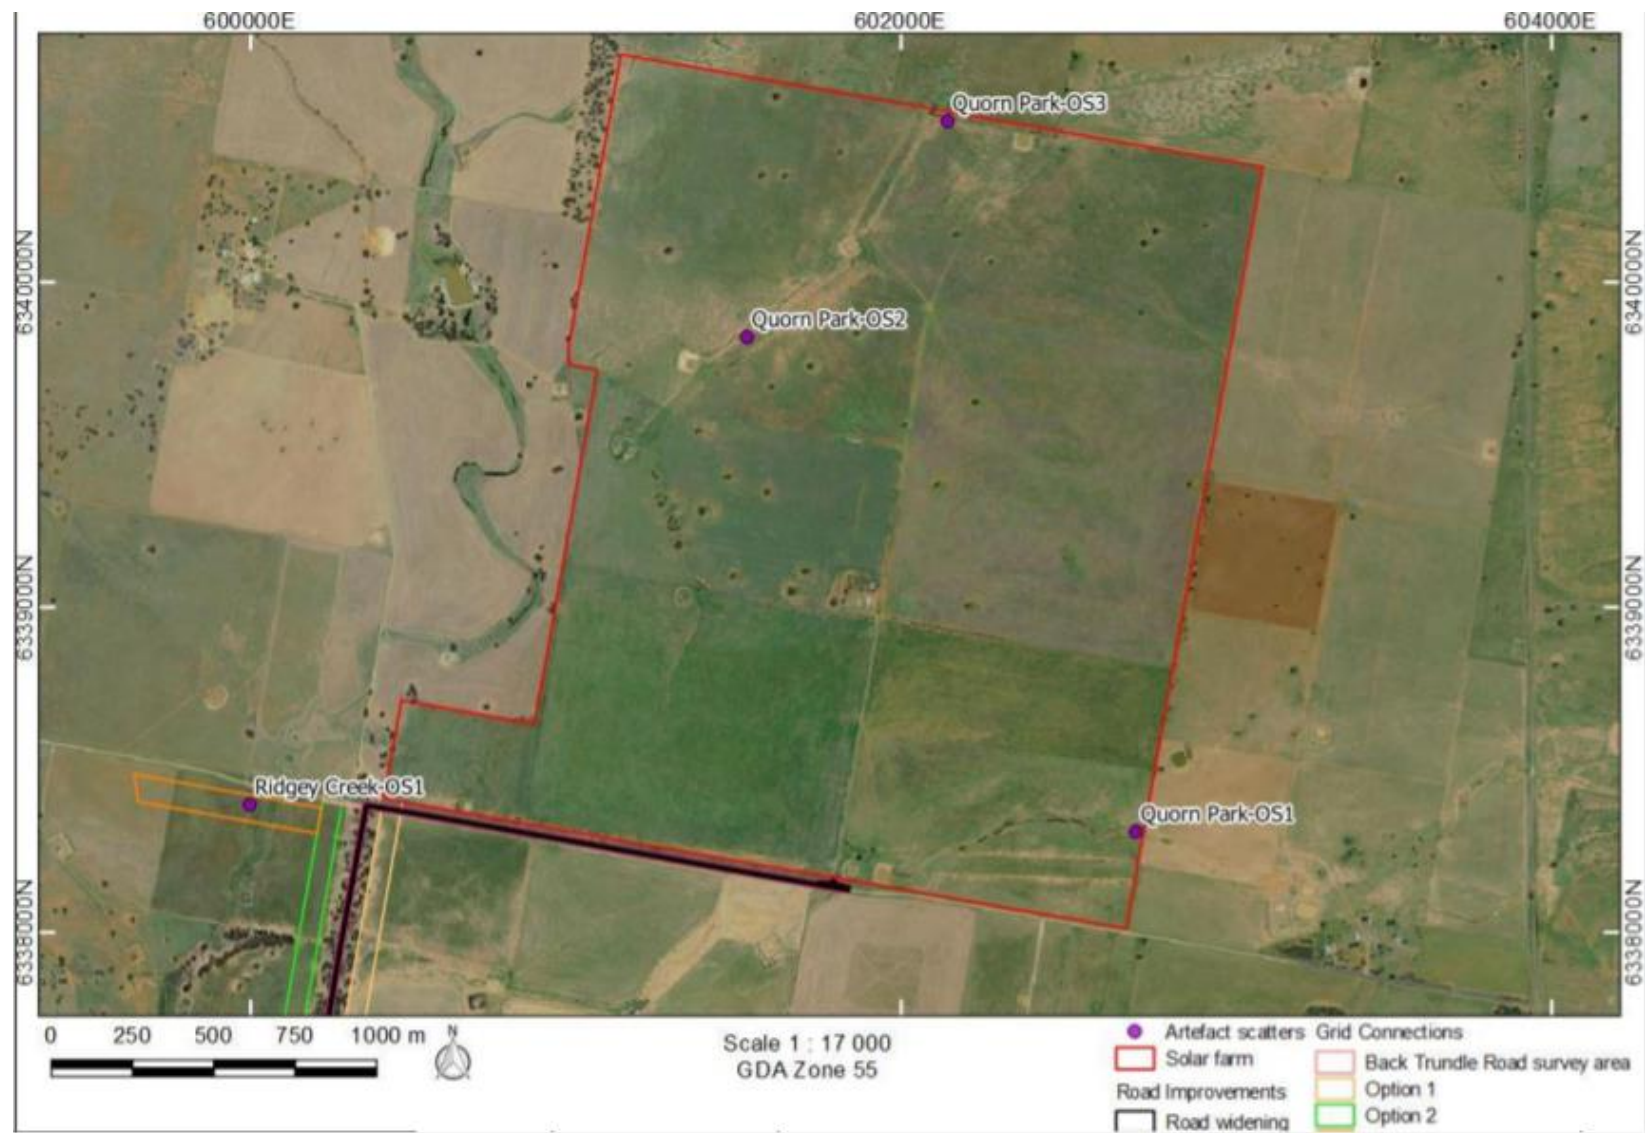 600000E 602000E 604000E
Quorn Park-OS3
6340000N 6340000N
Quorn Park-OS2
6339000N 6339000N
Ridgey Creek-OS1
Quorn Park-OS1
6338000N 6338000N
0 250 500 750 1000 m
N
Scale 1 : 17 000
GDA Zone 55
Artefact scatters
Solar farm
Road Improvements
Road widening
Grid Connections
Back Trundle Road survey area
Option 1
Option 2